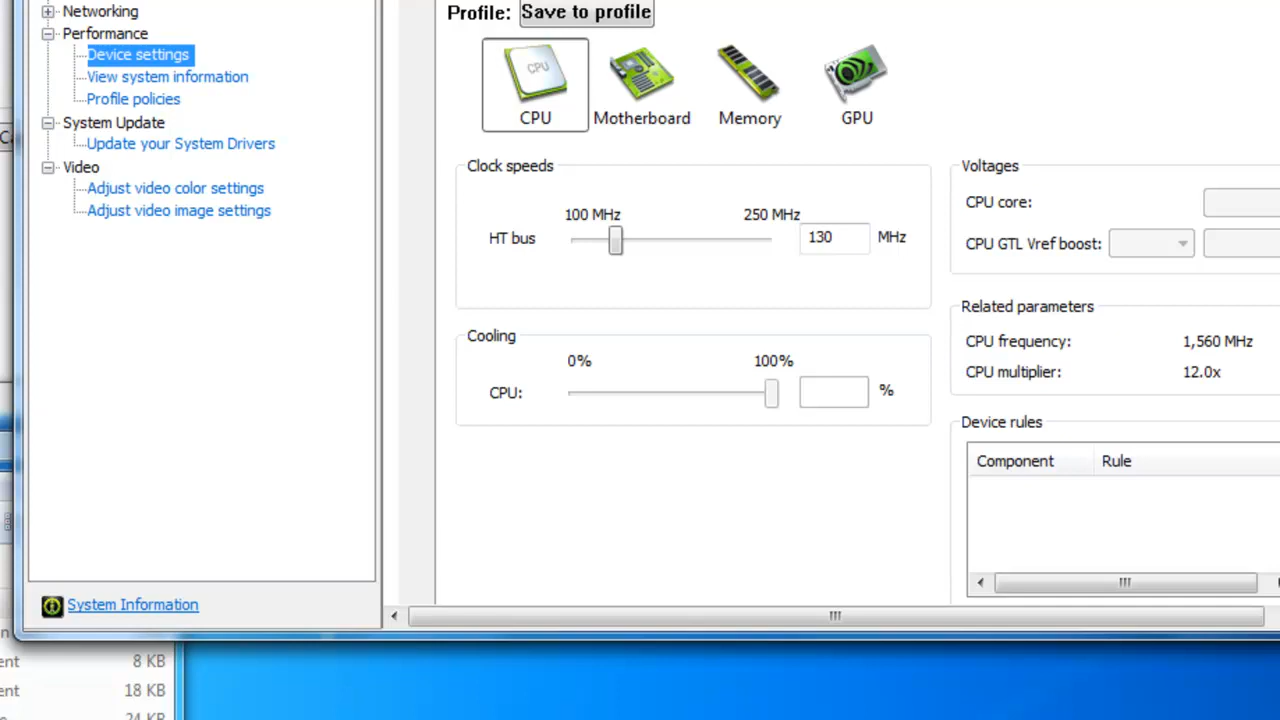 Networking
Performance
Device settings
View system information
Profile policies
System Update
Update your System Drivers
Video
Adjust video color settings
Adjust video image settings
System Information
Profile: Save to profile
CPU
CPU Motherboard Memory GPU
Clock speeds
100 MHz 250 MHz
HT bus 130 MHz
Cooling
0% 100%
CPU: %
Voltages
CPU core:
CPU GTL Vref boost:
Related parameters
CPU frequency: 1,560 MHz
CPU multiplier: 12.0x
Device rules
Component Rule
8 KB
18 KB
24 KB